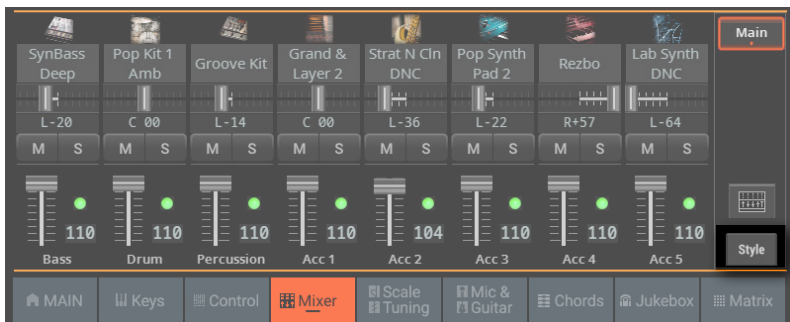 SynBass Deep
Pop Kit 1 Amb
Groove Kit
Grand & Layer 2
Strat N Cln DNC
Pop Synth Pad 2
Rezbo
Lab Synth DNC
Main
L-20
C 00
L-14
C 00
L-36
L-22
R+57
L-64
M S M S M S M S M S M S M S M S
110
110
110
110
104
110
110
110
Bass
Drum
Percussion
Acc 1
Acc 2
Acc 3
Acc 4
Acc 5
Style
MAIN
Keys
Control
Mixer
Scale
Tuning
Mic &
Guitar
Chords
Jukebox
Matrix